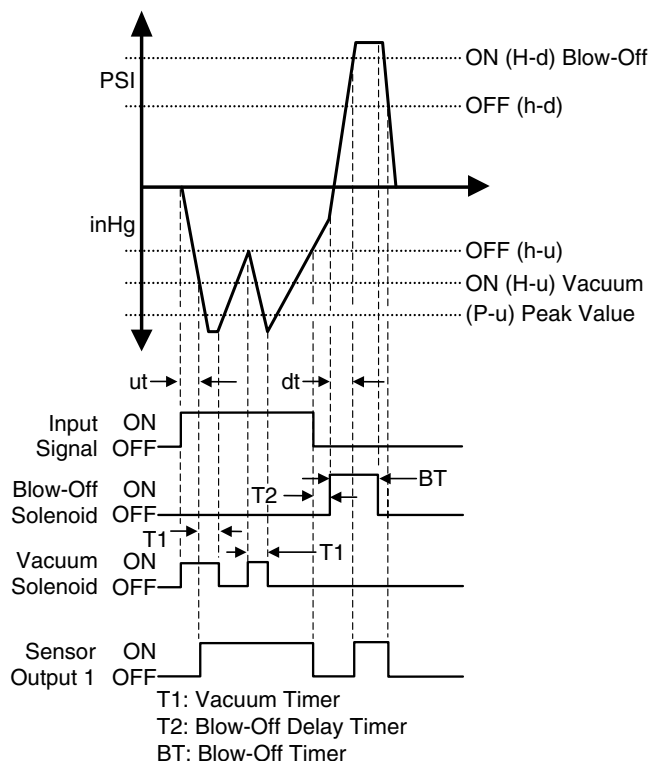 PSI
ON (H-d) Blow-Off
OFF (h-d)
inHg
OFF (h-u)
ON (H-u) Vacuum
(P-u) Peak Value
ut
dt
Input Signal ON OFF
Blow-Off Solenoid ON OFF
T2
BT
T1
Vacuum Solenoid ON OFF
T1
Sensor Output 1 ON OFF
T1: Vacuum Timer
T2: Blow-Off Delay Timer
BT: Blow-Off Timer